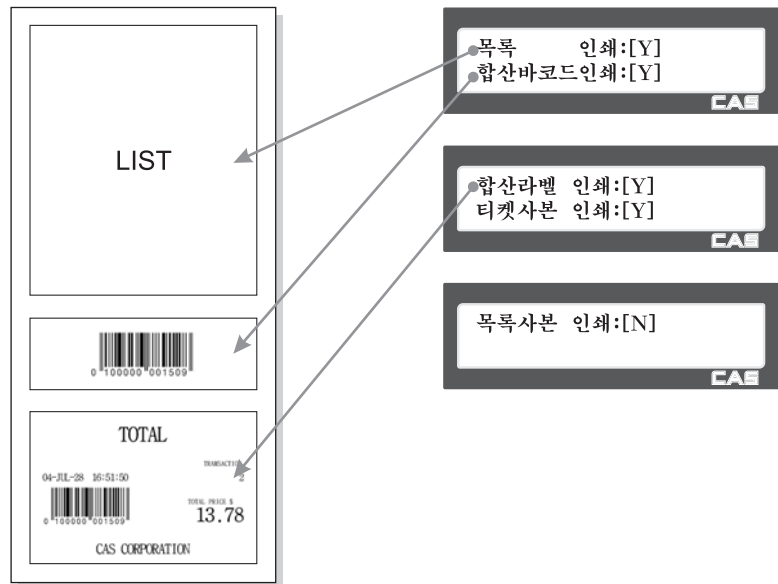 LIST
0 100000 001509
TOTAL
TRANSACTION
04-JUL-28 16:51:50
2
TOTAL PRICE $
0 100000 001509
13.78
CAS CORPORATION
목록 인쇄:[Y]
합산바코드인쇄:[Y]
CAS
합산라벨 인쇄:[Y]
티켓사본 인쇄:[Y]
CAS
목록사본 인쇄:[N]
CAS